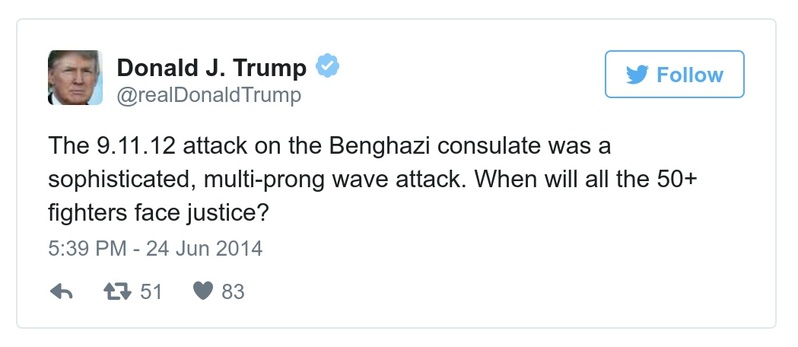 Donald J. Trump
@realDonaldTrump
Follow
The 9.11.12 attack on the Benghazi consulate was a
sophisticated, multi-prong wave attack. When will all the 50+
fighters face justice?
5:39 PM - 24 Jun 2014
51 83